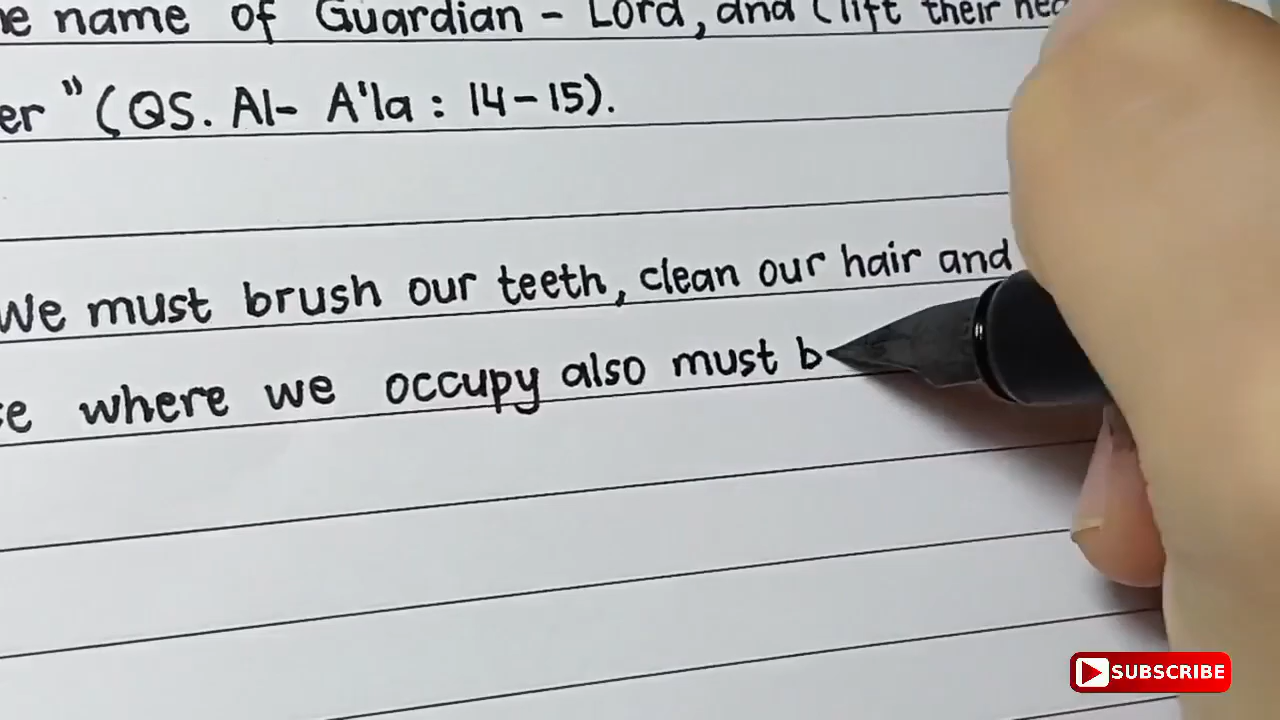 e name of Guardian - Lord, and (lift their
er" (QS. Al- A'la : 14-15).
We must brush our teeth, clean our hair and
where we occupy also must b
SUBSCRIBE